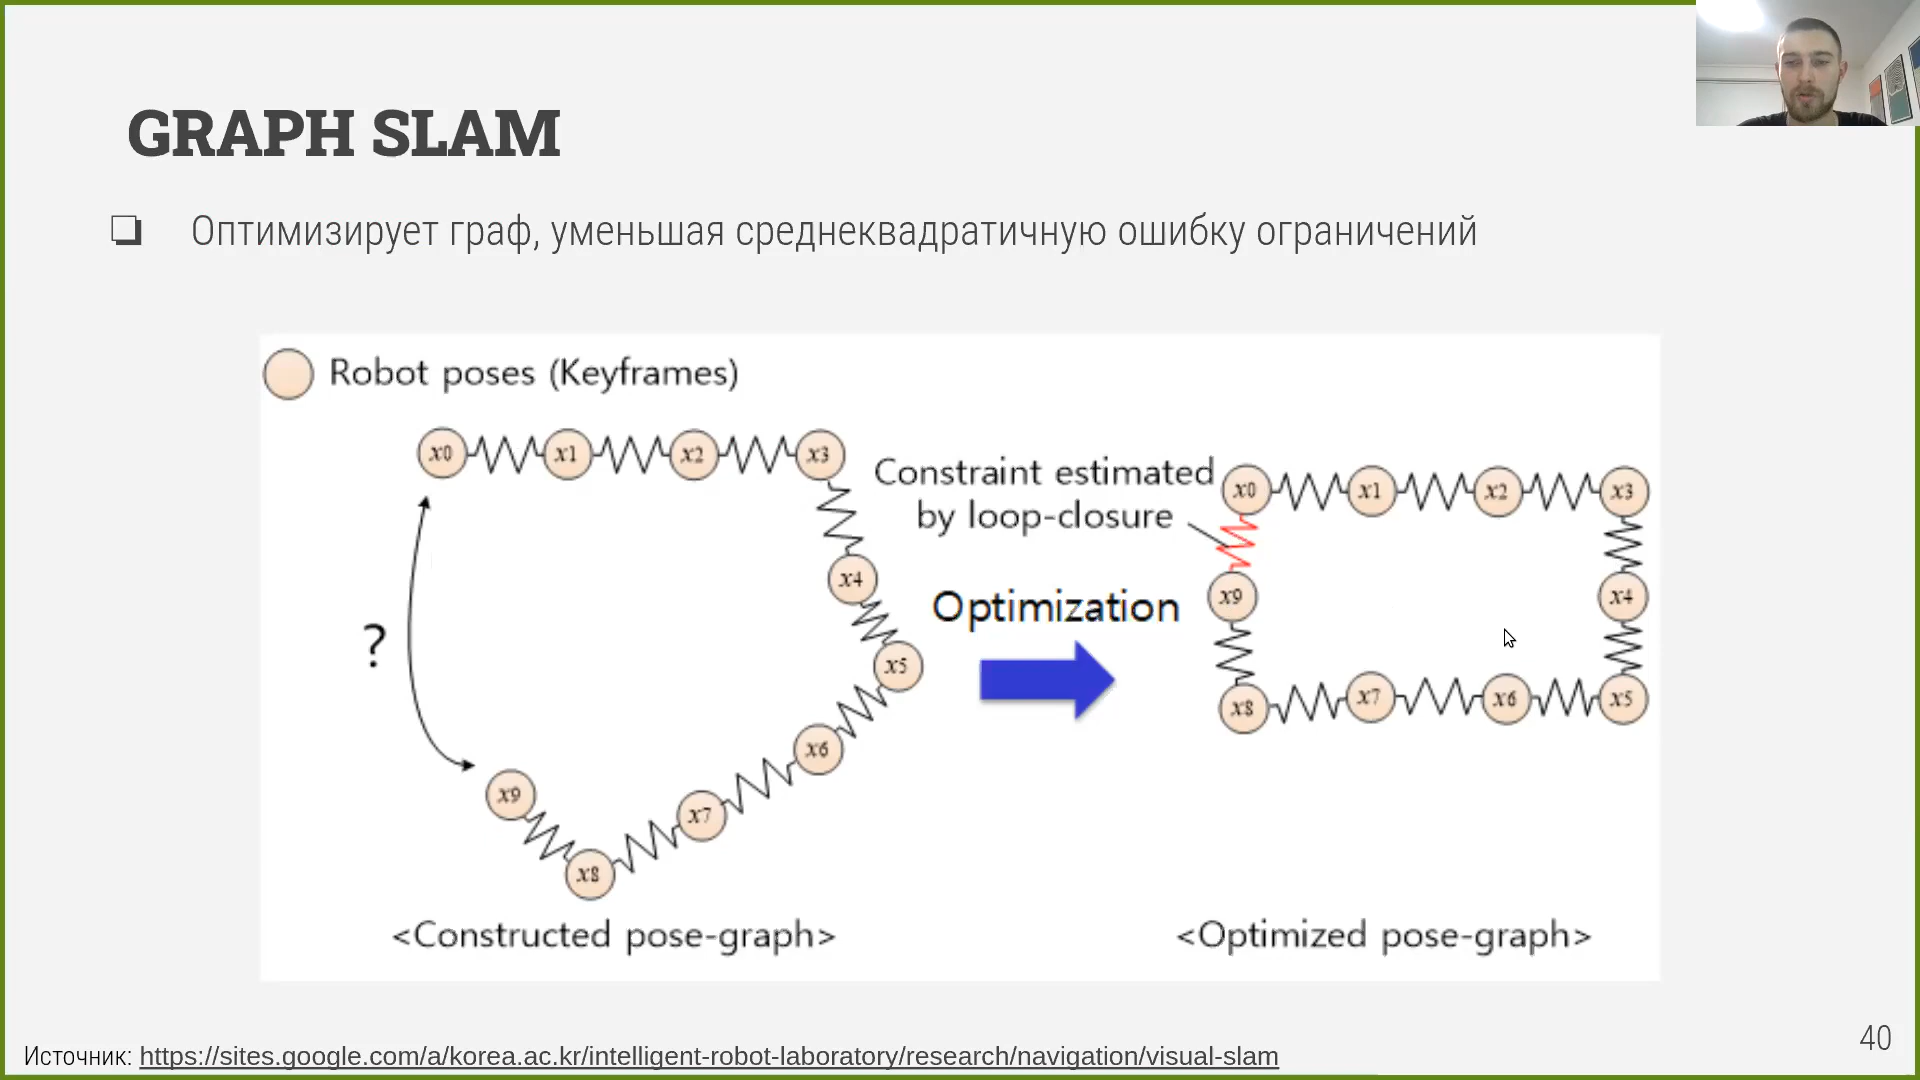 GRAPH SLAM
Оптимизирует граф, уменьшая среднеквадратичную ошибку ограничений
Robot poses (Keyframes)
x0 x1 x2 x3
x4
x5
x6
x7
x8
x9
?
Constraint estimated
by loop-closure
Optimization
x0 x1 x2 x3
x9 x4
x8 x7 x6 x5
<Constructed pose-graph>
<Optimized pose-graph>
40
Источник: https://sites.google.com/a/korea.ac.kr/intelligent-robot-laboratory/research/navigation/visual-slam